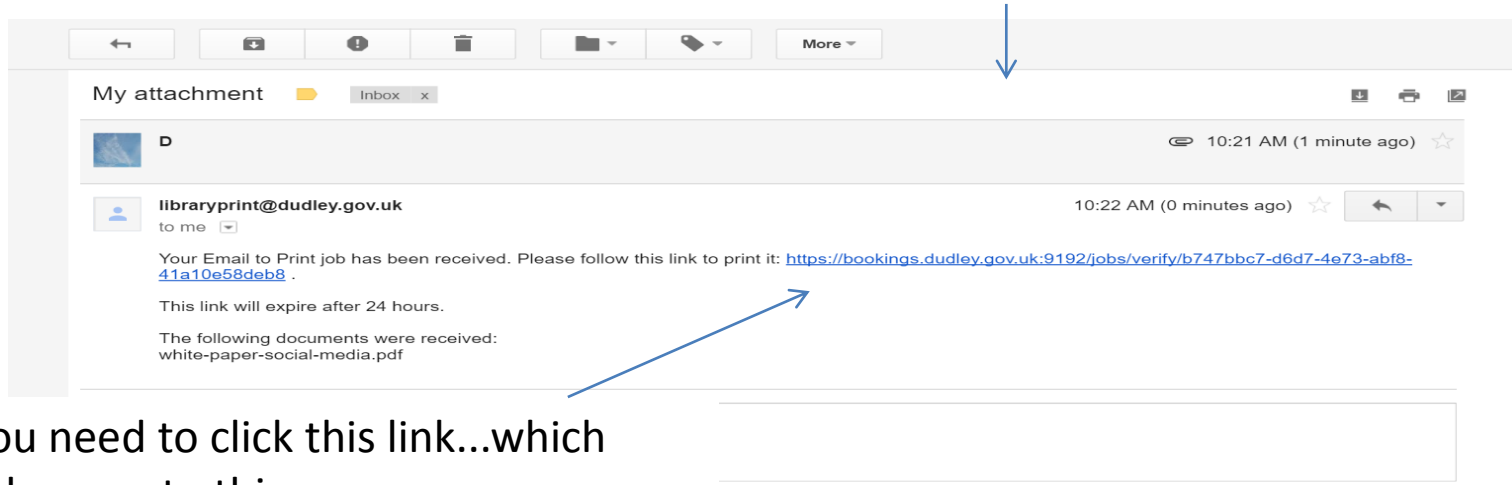 More
My attachment Inbox x
D 10:21 AM (1 minute ago)
libraryprint@dudley.gov.uk 10:22 AM (0 minutes ago)
to me
Your Email to Print job has been received. Please follow this link to print it: https://bookings.dudley.gov.uk:9192/jobs/verify/b747bbc7-d6d7-4e73-abf8-
41a10e58deb8 .
This link will expire after 24 hours.
The following documents were received:
white-paper-social-media.pdf
ou need to click this link...which